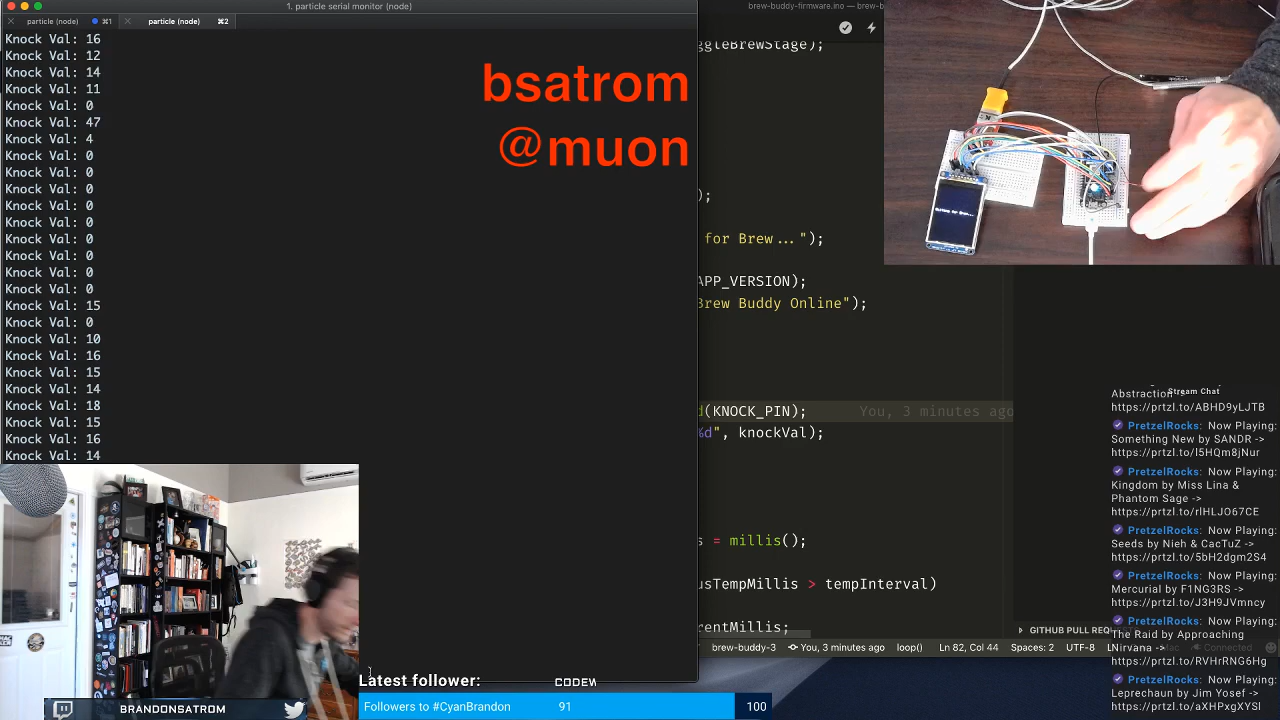 1. particle serial monitor (node)
particle (node)
⌘1
particle (node)
⌘2
Knock Val: 16
Knock Val: 12
Knock Val: 14
Knock Val: 11
Knock Val: 0
Knock Val: 47
Knock Val: 4
Knock Val: 0
Knock Val: 0
Knock Val: 0
Knock Val: 0
Knock Val: 0
Knock Val: 0
Knock Val: 0
Knock Val: 0
Knock Val: 0
Knock Val: 15
Knock Val: 0
Knock Val: 10
Knock Val: 16
Knock Val: 15
Knock Val: 14
Knock Val: 18
Knock Val: 15
Knock Val: 16
Knock Val: 14
bsatrom
@muon
brew-buddy-firmware.ino — brew-b
ggleBrewStage);
);
for Brew...");
APP_VERSION);
Brew Buddy Online");
d(KNOCK_PIN);
You, 3 minutes ago
%d", knockVal);
s = millis();
usTempMillis > tempInterval)
rentMillis;
GITHUB PULL REQUE
brew-buddy-3
You, 3 minutes ago
loop()
Ln 82, Col 44
Spaces: 2
UTF-8
Connected
Stream Chat
Abstraction ->
https://prtzl.to/ABHD9yLJTB
PretzelRocks: Now Playing:
Something New by SANDR ->
https://prtzl.to/l5HQm8jNur
PretzelRocks: Now Playing:
Kingdom by Miss Lina &
Phantom Sage ->
https://prtzl.to/rlHLJO67CE
PretzelRocks: Now Playing:
Seeds by Nieh & CacTuZ ->
https://prtzl.to/5bH2dgm2S4
PretzelRocks: Now Playing:
Mercurial by F1NG3RS ->
https://prtzl.to/J3H9JVmncy
PretzelRocks: Now Playing:
The Raid by Approaching
Nirvana ->
https://prtzl.to/RVHrRNG6Hg
PretzelRocks: Now Playing:
Leprechaun by Jim Yosef ->
https://prtzl.to/aXHPxgXYSl
BRANDONSATROM
Latest follower:
CODEW
Followers to #CyanBrandon
91
100